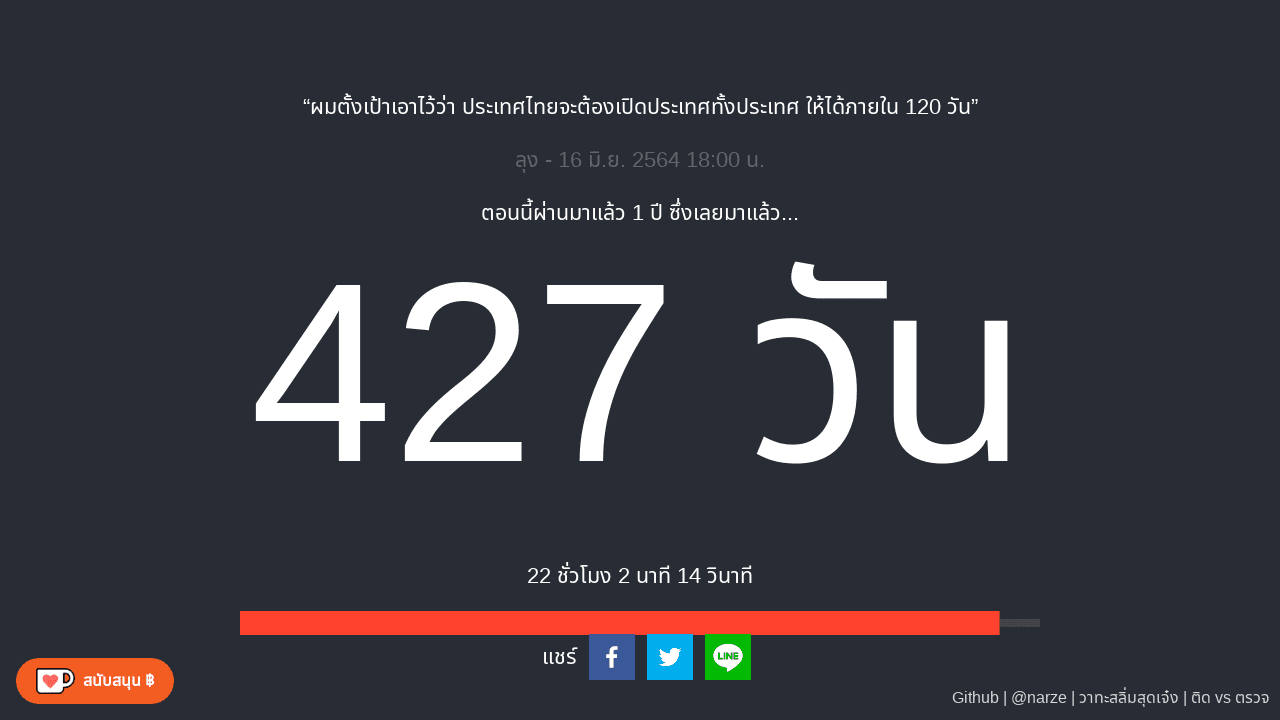 “ผมตั้งเป้าเอาไว้ว่า ประเทศไทยจะต้องเปิดประเทศทั้งประเทศ ให้ได้ภายใน 120 วัน”
ลุง - 16 มิ.ย. 2564 18:00 น.
ตอนนี้ผ่านมาแล้ว 1 ปี ซึ่งเลยมาแล้ว...
427 วัน
22 ชั่วโมง 2 นาที 14 วินาที
แชร์
LINE
สนับสนุน ฿
Github | @narze | วาทะสลิ่มสุดเจ๋ง | ติด vs ตรวจ